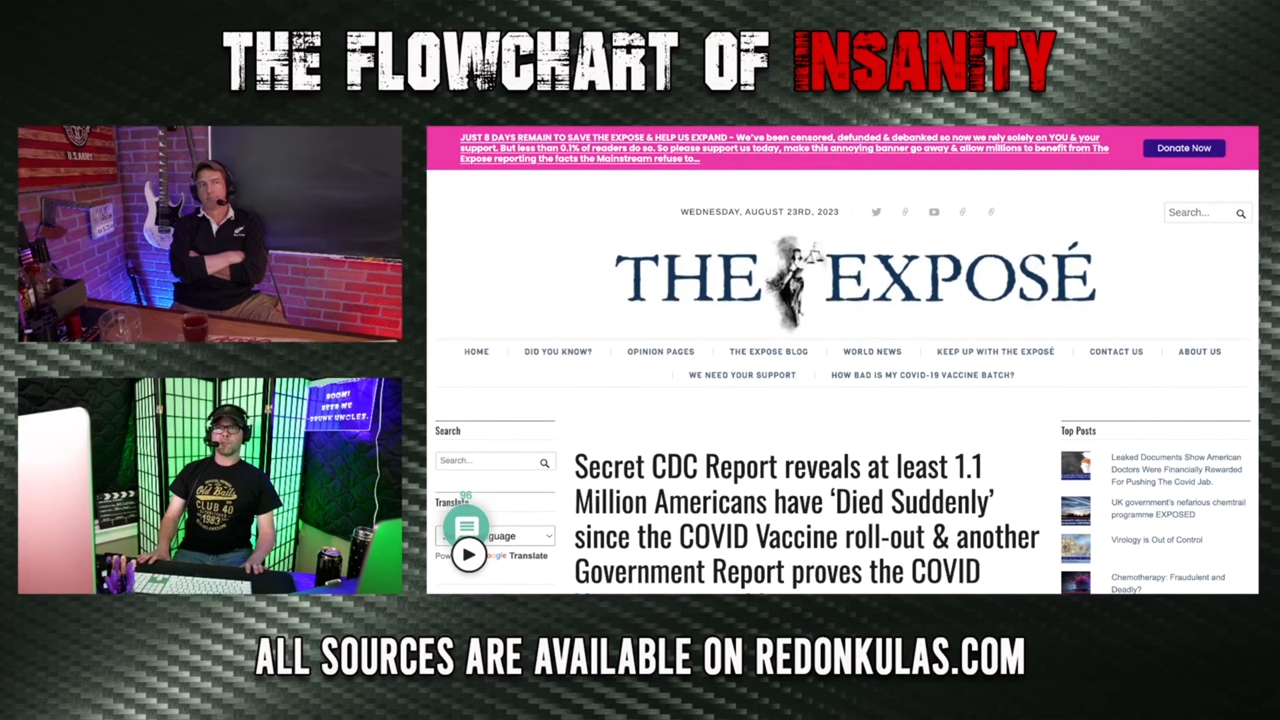 THE FLOWCHART OF INSANITY
U.S. ARMY
BOOM!
BEER ME
DRUNK UNCLES.
Old Balls
CLUB 40
1983
JUST 8 DAYS REMAIN TO SAVE THE EXPOSE & HELP US EXPAND – We've been censored, defunded & debanked so now we rely solely on YOU & your
support. But less than 0.1% of readers do so. So please support us today, make this annoying banner go away & allow millions to benefit from The
Expose reporting the facts the Mainstream refuse to...
Donate Now
WEDNESDAY, AUGUST 23RD, 2023
Search...
THE EXPOSÉ
HOME
DID YOU KNOW?
OPINION PAGES
THE EXPOSE BLOG
WORLD NEWS
KEEP UP WITH THE EXPOSÉ
CONTACT US
ABOUT US
WE NEED YOUR SUPPORT
HOW BAD IS MY COVID-19 VACCINE BATCH?
Search
Search...
96
Translate
guage
Translate
Secret CDC Report reveals at least 1.1
Million Americans have ‘Died Suddenly’
since the COVID Vaccine roll-out & another
Government Report proves the COVID
Top Posts
Leaked Documents Show American
Doctors Were Financially Rewarded
For Pushing The Covid Jab.
UK government's nefarious chemtrail
programme EXPOSED
Virology is Out of Control
Chemotherapy: Fraudulent and
Deadly?
ALL SOURCES ARE AVAILABLE ON REDONKULAS.COM